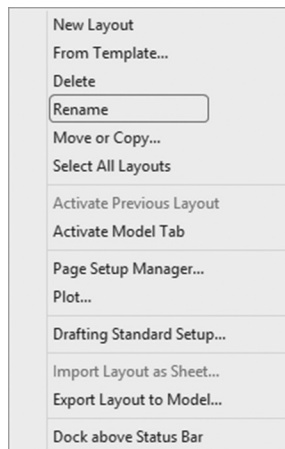 New Layout
From Template...
Delete
Rename
Move or Copy...
Select All Layouts
Activate Previous Layout
Activate Model Tab
Page Setup Manager...
Plot...
Drafting Standard Setup...
Import Layout as Sheet...
Export Layout to Model...
Dock above Status Bar